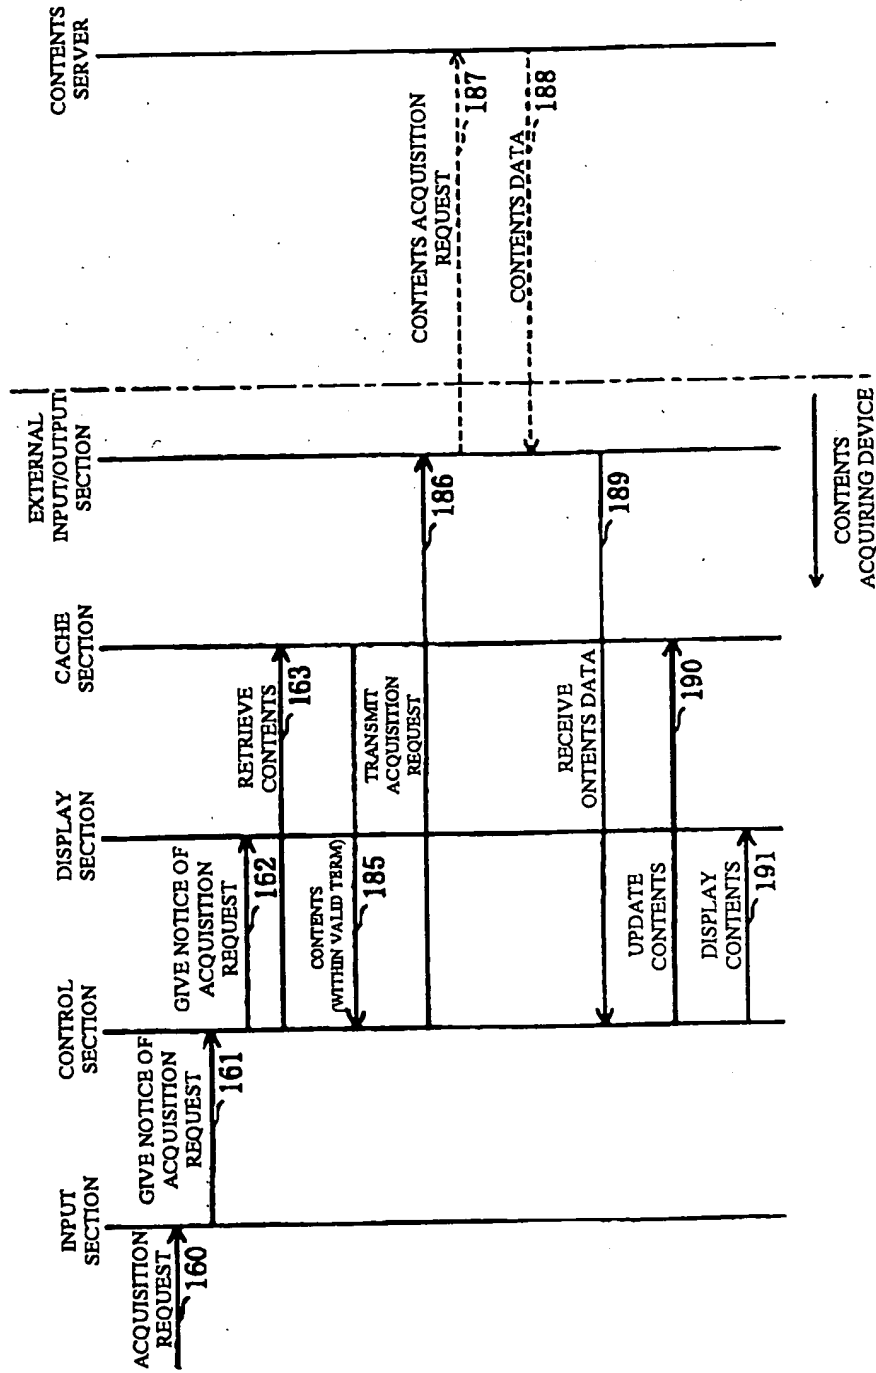 INPUT
SECTION
CONTROL
SECTION
DISPLAY
SECTION
CACHE
SECTION
EXTERNAL
INPUT/OUTPUT
SECTION
CONTENTS
SERVER
ACQUISITION
REQUEST
160
GIVE NOTICE OF
ACQUISITION
REQUEST
161
GIVE NOTICE OF
ACQUISITION
REQUEST
162
RETRIEVE
CONTENTS
163
CONTENTS
(WITHIN VALID TERM)
185
TRANSMIT
ACQUISITION
REQUEST
186
CONTENTS ACQUISITION
REQUEST
187
CONTENTS DATA
188
RECEIVE
ONTENTS DATA
189
UPDATE
CONTENTS
190
DISPLAY
CONTENTS
191
CONTENTS
ACQUIRING DEVICE